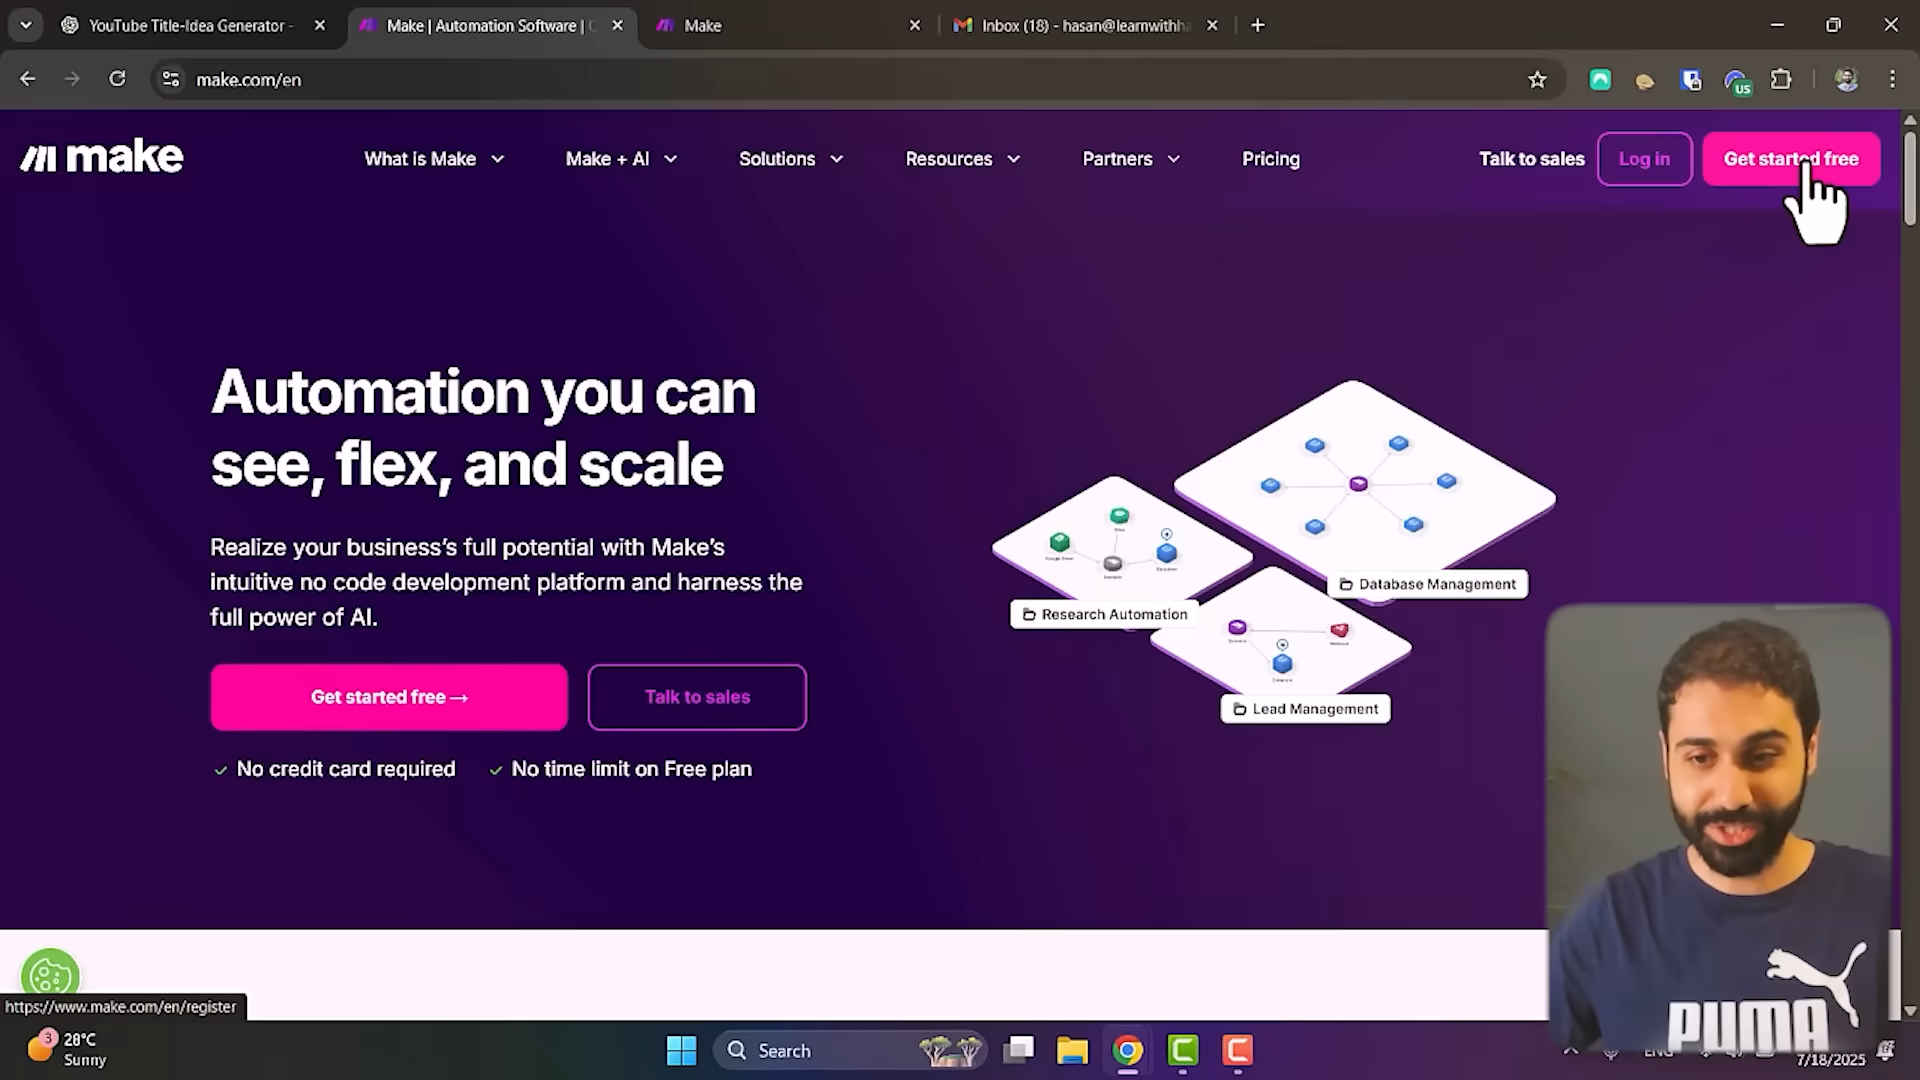 YouTube Title-Idea Generator -
Make | Automation Software |
Make
Inbox (18) - hasan@learnwithha
make.com/en
US
make
What is Make
Make + AI
Solutions
Resources
Partners
Pricing
Talk to sales
Log in
Get started free
Automation you can
see, flex, and scale
Realize your business's full potential with Make's
intuitive no code development platform and harness the
full power of AI.
Get started free →
Talk to sales
No credit card required
No time limit on Free plan
Research Automation
Database Management
Lead Management
PUMA
https://www.make.com/en/register
3
28°C
Sunny
Search
ENG
7/18/2025